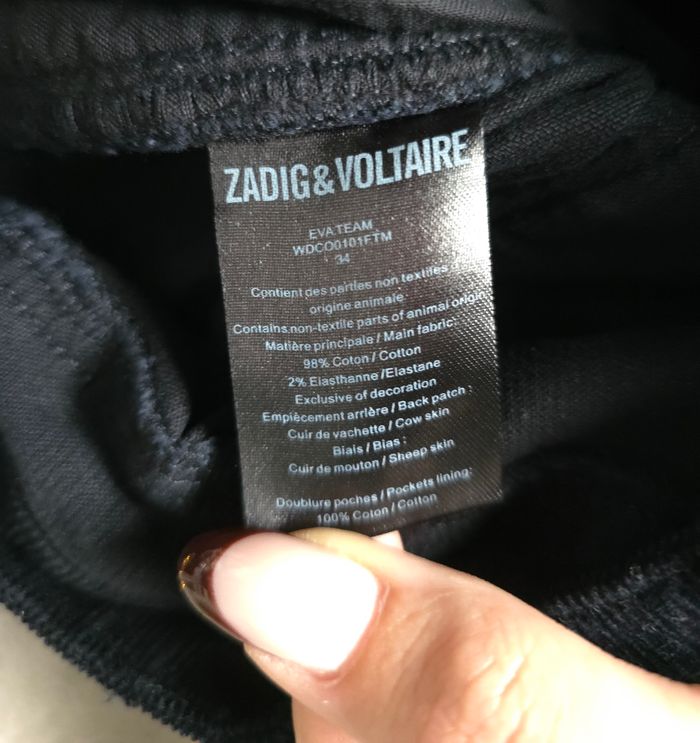 ZADIG&VOLTAIRE
EVA TEAM
WDCO0101FTM
34
Contient des parties non textiles
origine animale
Contains non-textile parts of animal origin
Matière principale / Main fabric:
98% Coton / Cotton
2% Elasthanne /Elastane
Exclusive of decoration
Empiècement arrière / Back patch :
Cuir de vachette / Cow skin
Biais / Bias :
Cuir de mouton / Sheep skin
Doublure poches / Pockets lining:
100% Coton / Cotton